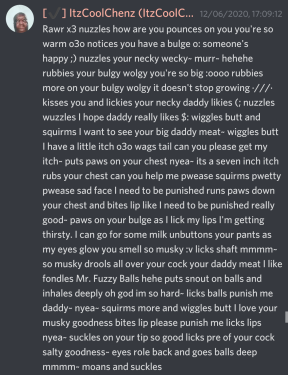 [ ✓ ] ItzCoolChenz (ItzCoolC... 12/06/2020, 17:09:12
Rawr x3 nuzzles how are you pounces on you you're so
warm o3o notices you have a bulge o: someone's
happy ;) nuzzles your necky wecky~ murr~ hehehe
rubbies your bulgy wolgy you're so big :oooo rubbies
more on your bulgy wolgy it doesn't stop growing ·///·
kisses you and lickies your necky daddy likies (; nuzzles
wuzzles I hope daddy really likes $: wiggles butt and
squirms I want to see your big daddy meat~ wiggles butt
I have a little itch o3o wags tail can you please get my
itch~ puts paws on your chest nyea~ its a seven inch itch
rubs your chest can you help me pwease squirms pwetty
pwease sad face I need to be punished runs paws down
your chest and bites lip like I need to be punished really
good~ paws on your bulge as I lick my lips I'm getting
thirsty. I can go for some milk unbuttons your pants as
my eyes glow you smell so musky :v licks shaft mmmm~
so musky drools all over your cock your daddy meat I like
fondles Mr. Fuzzy Balls hehe puts snout on balls and
inhales deeply oh god im so hard~ licks balls punish me
daddy~ nyea~ squirms more and wiggles butt I love your
musky goodness bites lip please punish me licks lips
nyea~ suckles on your tip so good licks pre of your cock
salty goodness~ eyes role back and goes balls deep
mmmm~ moans and suckles